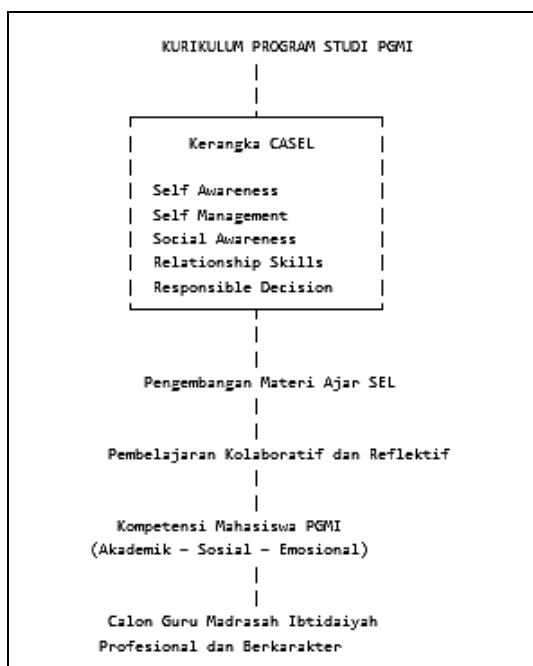 KURIKULUM PROGRAM STUDI PGMI
Kerangka CASEL
Self Awareness
Self Management
Social Awareness
Relationship Skills
Responsible Decision
Pengembangan Materi Ajar SEL
Pembelajaran Kolaboratif dan Reflektif
Kompetensi Mahasiswa PGMI
(Akademik – Sosial – Emosional)
Calon Guru Madrasah Ibtidaiyah
Profesional dan Berkarakter